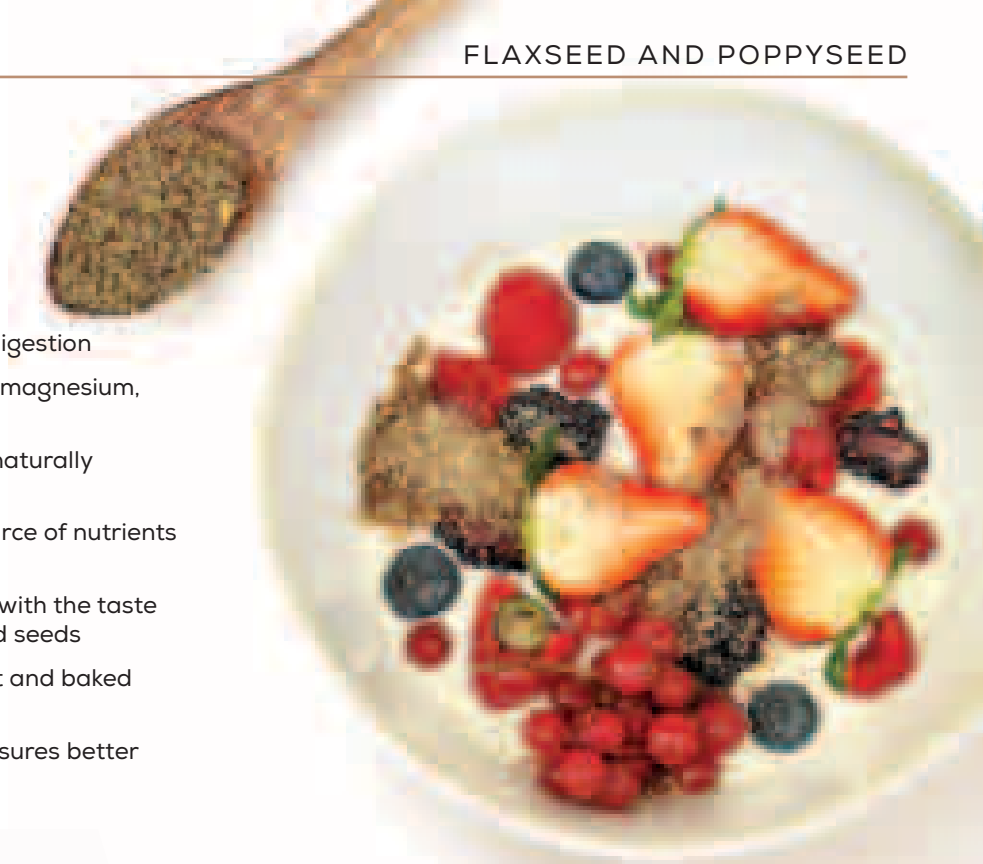 FLAXSEED AND POPPYSEED
igestion
magnesium,
naturally
rce of nutrients
with the taste
d seeds
t and baked
sures better